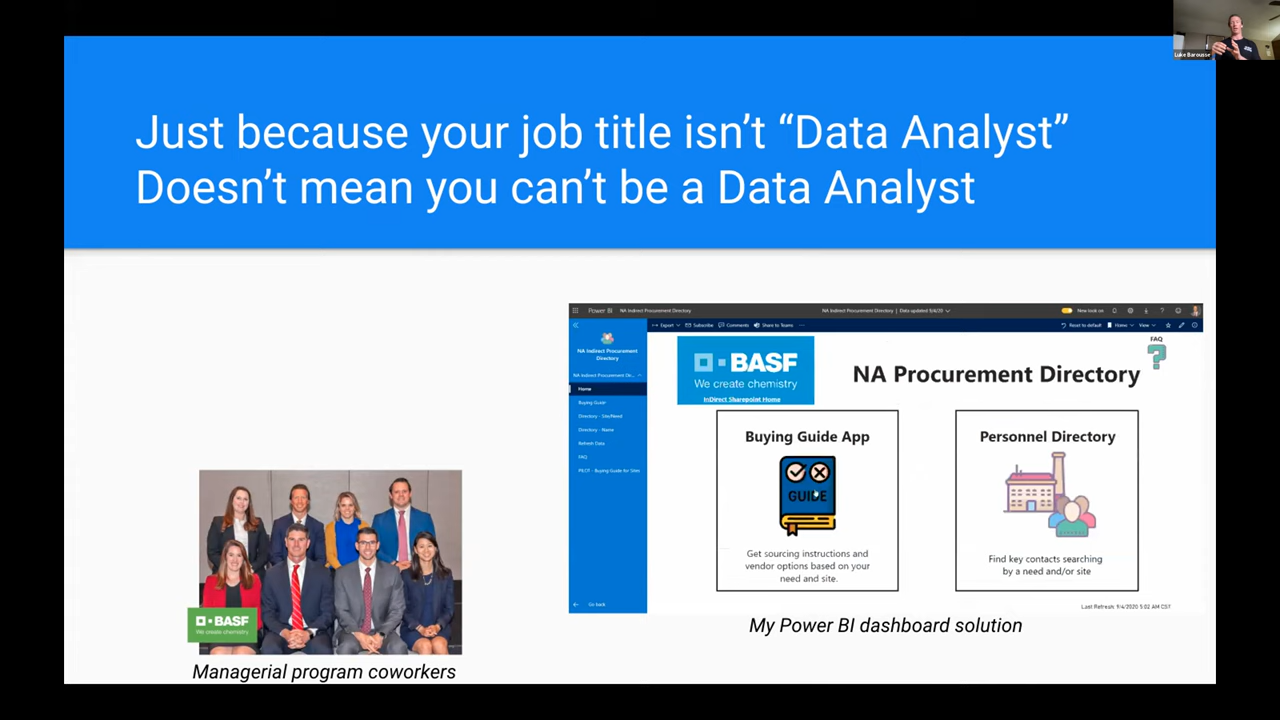 Luke Barousse
Just because your job title isn’t “Data Analyst”
Doesn’t mean you can’t be a Data Analyst
Power BI NA Indirect Procurement Directory
NA Indirect Procurement Directory | Data updated 9/4/20
New look on
Export Subscribe Comments Share to Teams ...
Reset to default Home View
NA Indirect Procurement
Directory
NA Indirect Procurement Dir...
Home
Buying Guide
Directory - Site/Need
Directory - Name
Refresh Data
FAQ
PILOT - Buying Guide for Sites
Go back
BASF
We create chemistry
InDirect Sharepoint Home
NA Procurement Directory
FAQ
?
Buying Guide App
GUIDE
Get sourcing instructions and
vendor options based on your
need and site.
Personnel Directory
Find key contacts searching
by a need and/or site
Last Refresh: 9/4/2020 5:02 AM CST
My Power BI dashboard solution
BASF
We create chemistry
Managerial program coworkers